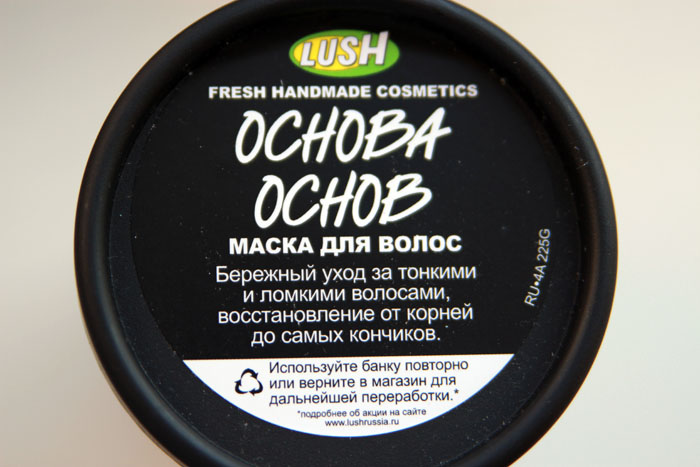 LUSH
FRESH HANDMADE COSMETICS
ОСНОВА
ОСНОВ
МАСКА ДЛЯ ВОЛОС
Бережный уход за тонкими
и ломкими волосами,
восстановление от корней
до самых кончиков.
RU•4A 225G
Используйте банку повторно
или верните в магазин для
дальнейшей переработки.*
*подробнее об акции на сайте
www.lushrussia.ru